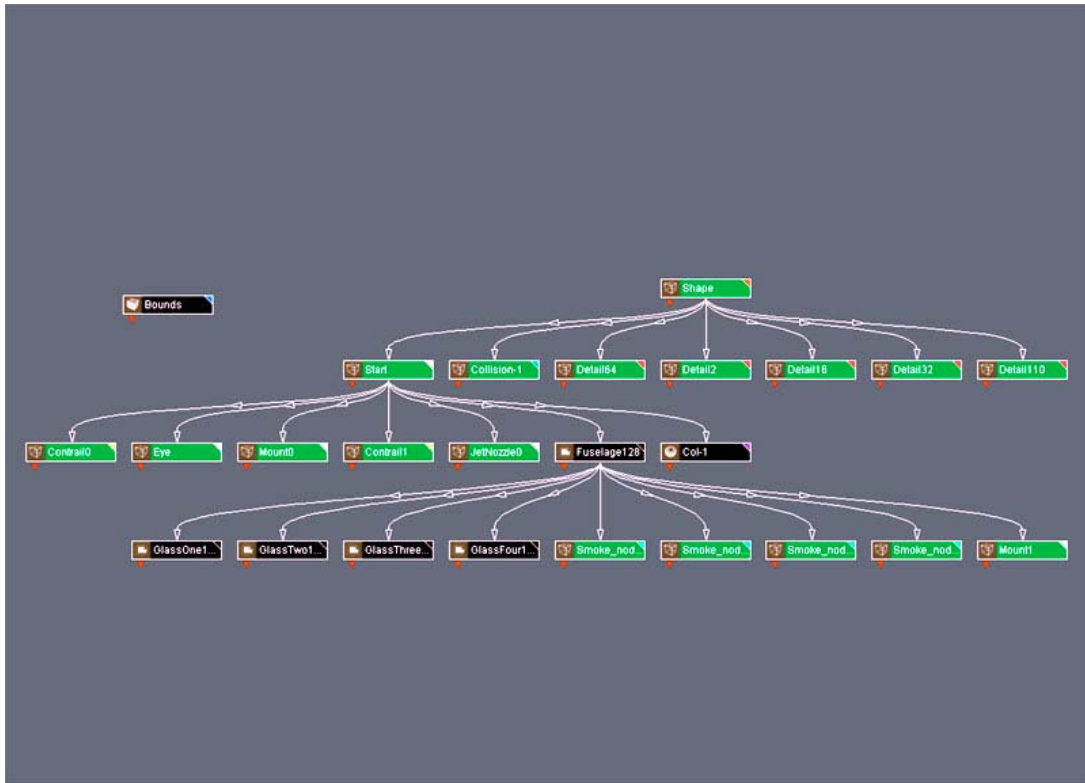 Shape
Bounds
Start
Collision-1
Detail64
Detail2
Detail16
Detail32
Detail110
Contrail0
Eye
Mount0
Contrail1
JetNozzle0
Fuselage128
Col-1
GlassOne1...
GlassTwo1...
GlassThree...
GlassFour1...
Smoke_nod...
Smoke_nod...
Smoke_nod...
Smoke_nod...
Mount1